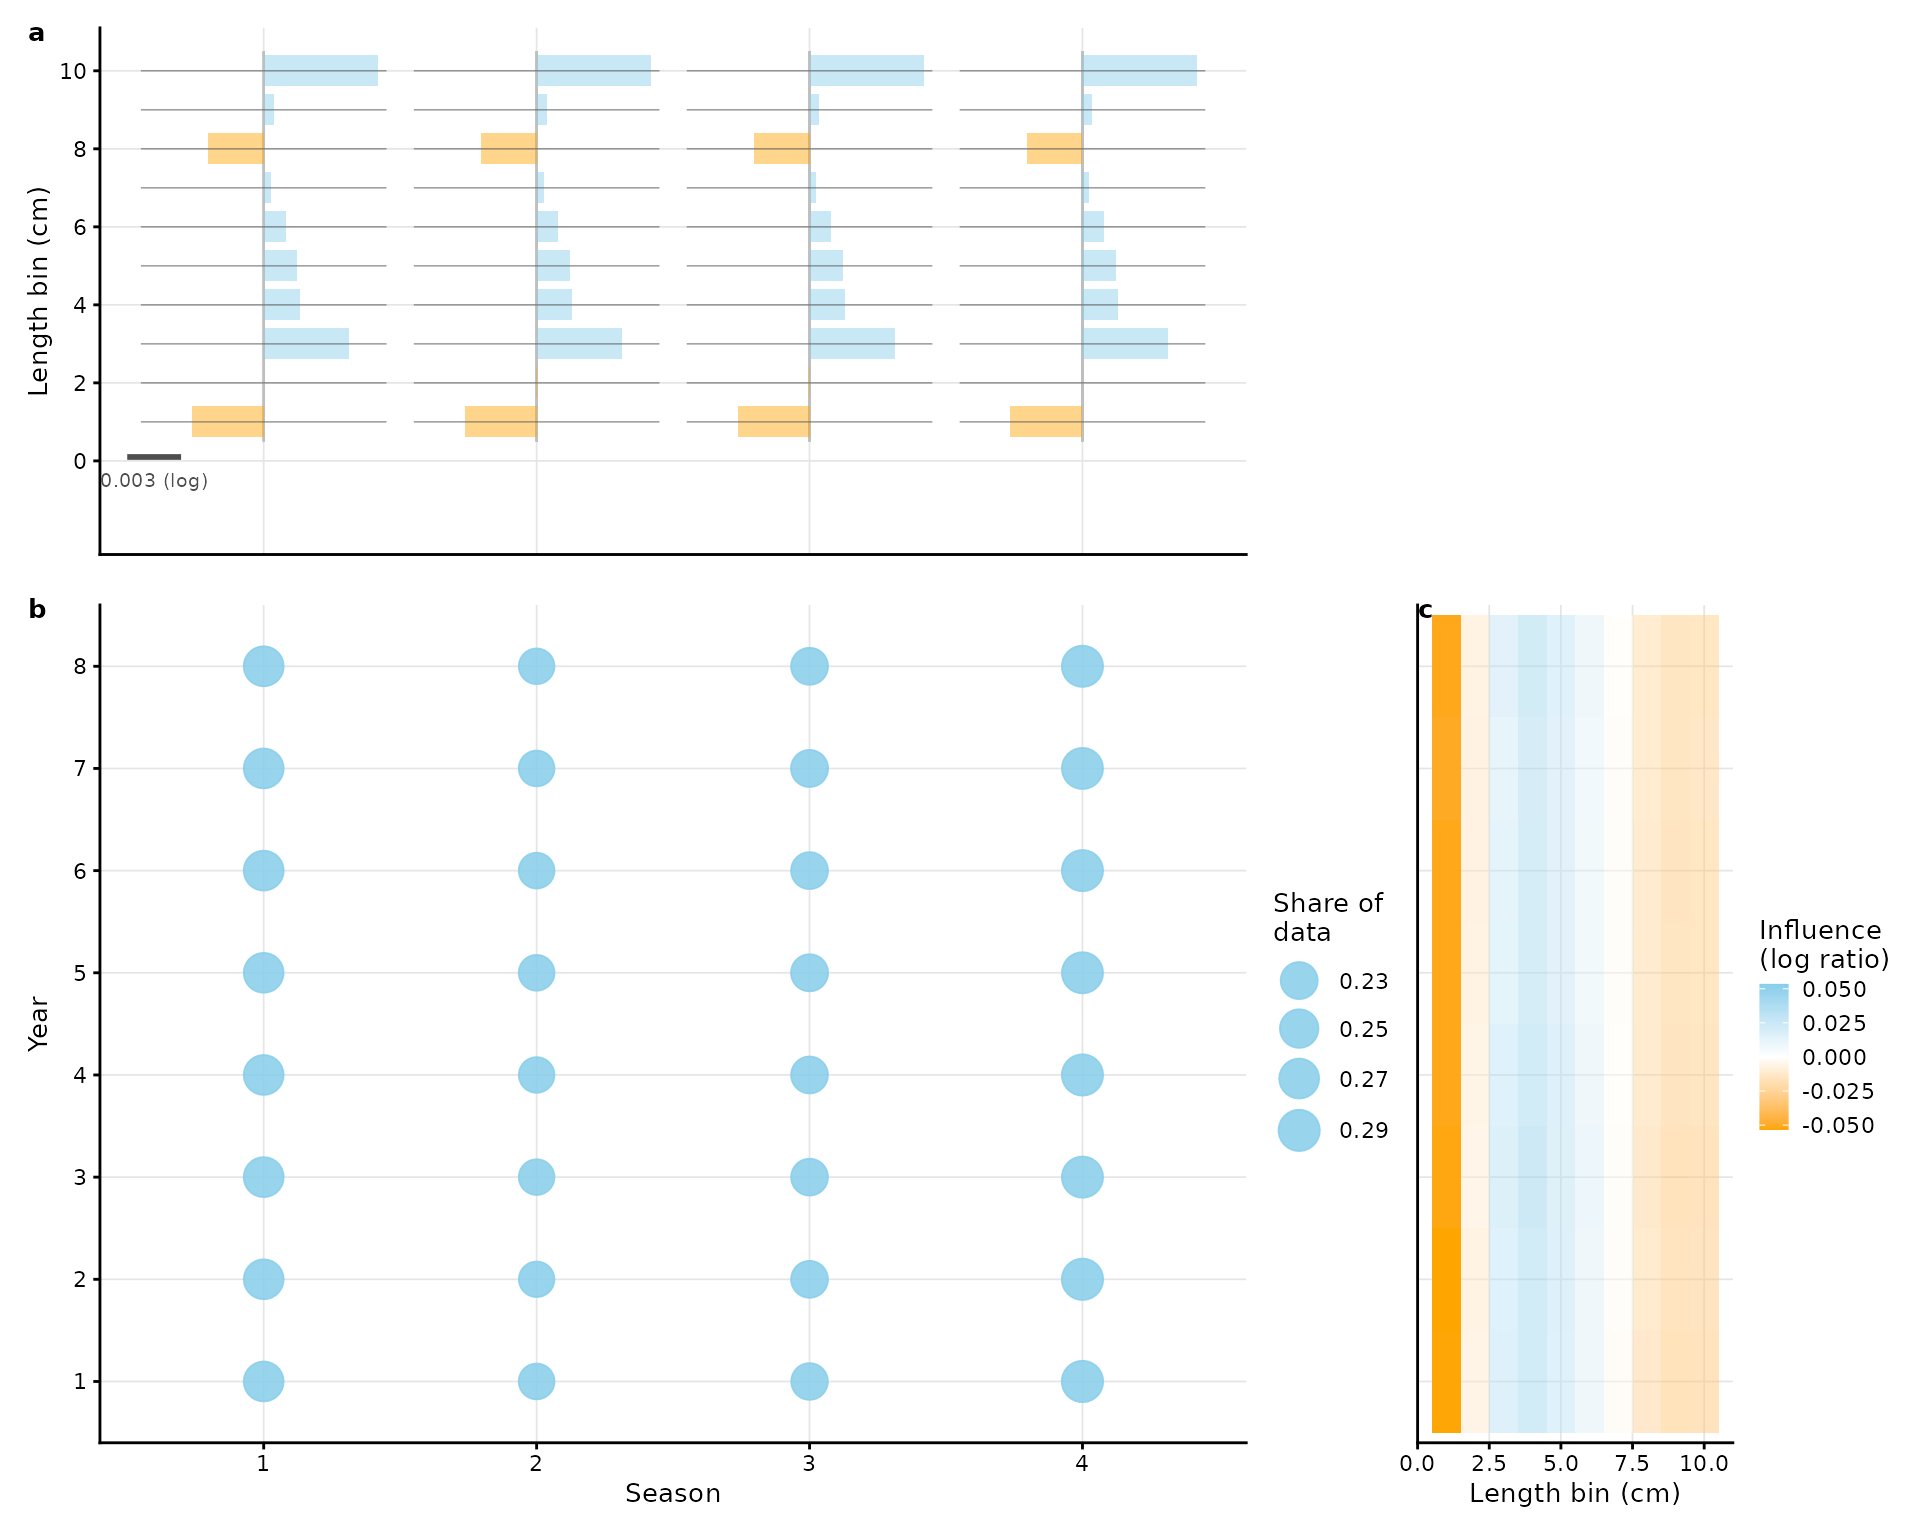 a
10
8
6
4
2
0
Length bin (cm)
0.003 (log)
b
8
7
6
5
4
3
2
1
Year
1
2
3
4
Season
Share of
data
0.23
0.25
0.27
0.29
c
0.0
2.5
5.0
7.5
10.0
Length bin (cm)
Influence
(log ratio)
0.050
0.025
0.000
-0.025
-0.050